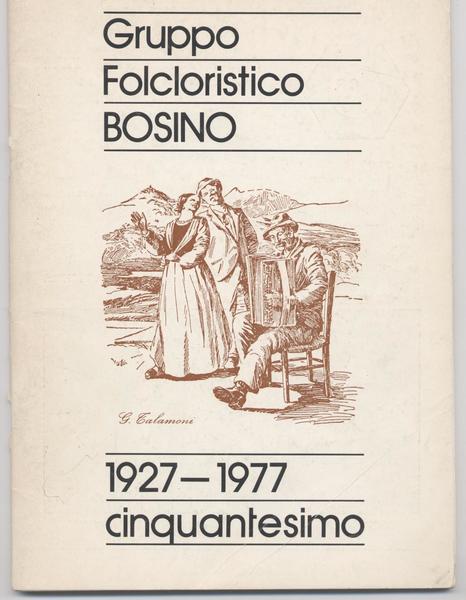 Gruppo
Folcloristico
BOSINO
G. Talamoni
1927—1977
cinquantesimo